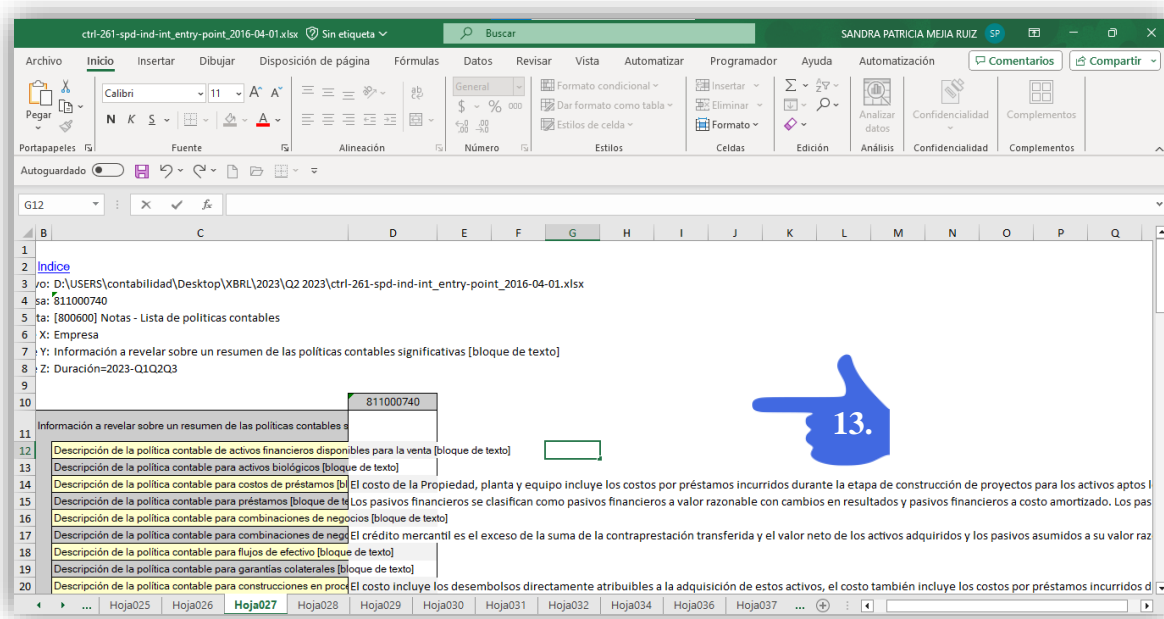 ctrl-261-spd-ind-int_entry-point_2016-04-01.xlsx Sin etiqueta Buscar SANDRA PATRICIA MEJIA RUIZ SP
Archivo Inicio Insertar Dibujar Disposición de página Fórmulas Datos Revisar Vista Automatizar Programador Ayuda Automatización Comentarios Compartir
Pegar Calibri 11 A A ab General Formato condicional Insertar Σ Analizar datos Confidencialidad Complementos
N K S A $ % 000 Dar formato como tabla Eliminar
Estilos de celda Formato
Portapapeles Fuente Alineación Número Estilos Celdas Edición Análisis Confidencialidad Complementos
Autoguardado
G12 fx
B C D E F G H I J K L M N O P Q
1
2 Indice
3 vo: D:\USERS\contabilidad\Desktop\XBRL\2023\Q2 2023\ctrl-261-spd-ind-int_entry-point_2016-04-01.xlsx
4 sa: 811000740
5 ta: [800600] Notas - Lista de politicas contables
6 X: Empresa
7 Y: Información a revelar sobre un resumen de las políticas contables significativas [bloque de texto]
8 Z: Duración=2023-Q1Q2Q3
9
10 811000740
11 Información a revelar sobre un resumen de las políticas contables s
12 Descripción de la política contable de activos financieros disponibles para la venta [bloque de texto]
13 Descripción de la política contable para activos biológicos [bloque de texto]
14 Descripción de la política contable para costos de préstamos [bl El costo de la Propiedad, planta y equipo incluye los costos por préstamos incurridos durante la etapa de construcción de proyectos para los activos aptos l
15 Descripción de la política contable para préstamos [bloque de te Los pasivos financieros se clasifican como pasivos financieros a valor razonable con cambios en resultados y pasivos financieros a costo amortizado. Los pas
16 Descripción de la política contable para combinaciones de negocios [bloque de texto]
17 Descripción de la política contable para combinaciones de nego El crédito mercantil es el exceso de la suma de la contraprestación transferida y el valor neto de los activos adquiridos y los pasivos asumidos a su valor raz
18 Descripción de la política contable para flujos de efectivo [bloque de texto]
19 Descripción de la política contable para garantías colaterales [bloque de texto]
20 Descripción de la política contable para construcciones en proce El costo incluye los desembolsos directamente atribuibles a la adquisición de estos activos, el costo también incluye los costos por préstamos incurridos d
13.
... Hoja025 Hoja026 Hoja027 Hoja028 Hoja029 Hoja030 Hoja031 Hoja032 Hoja034 Hoja036 Hoja037 ...